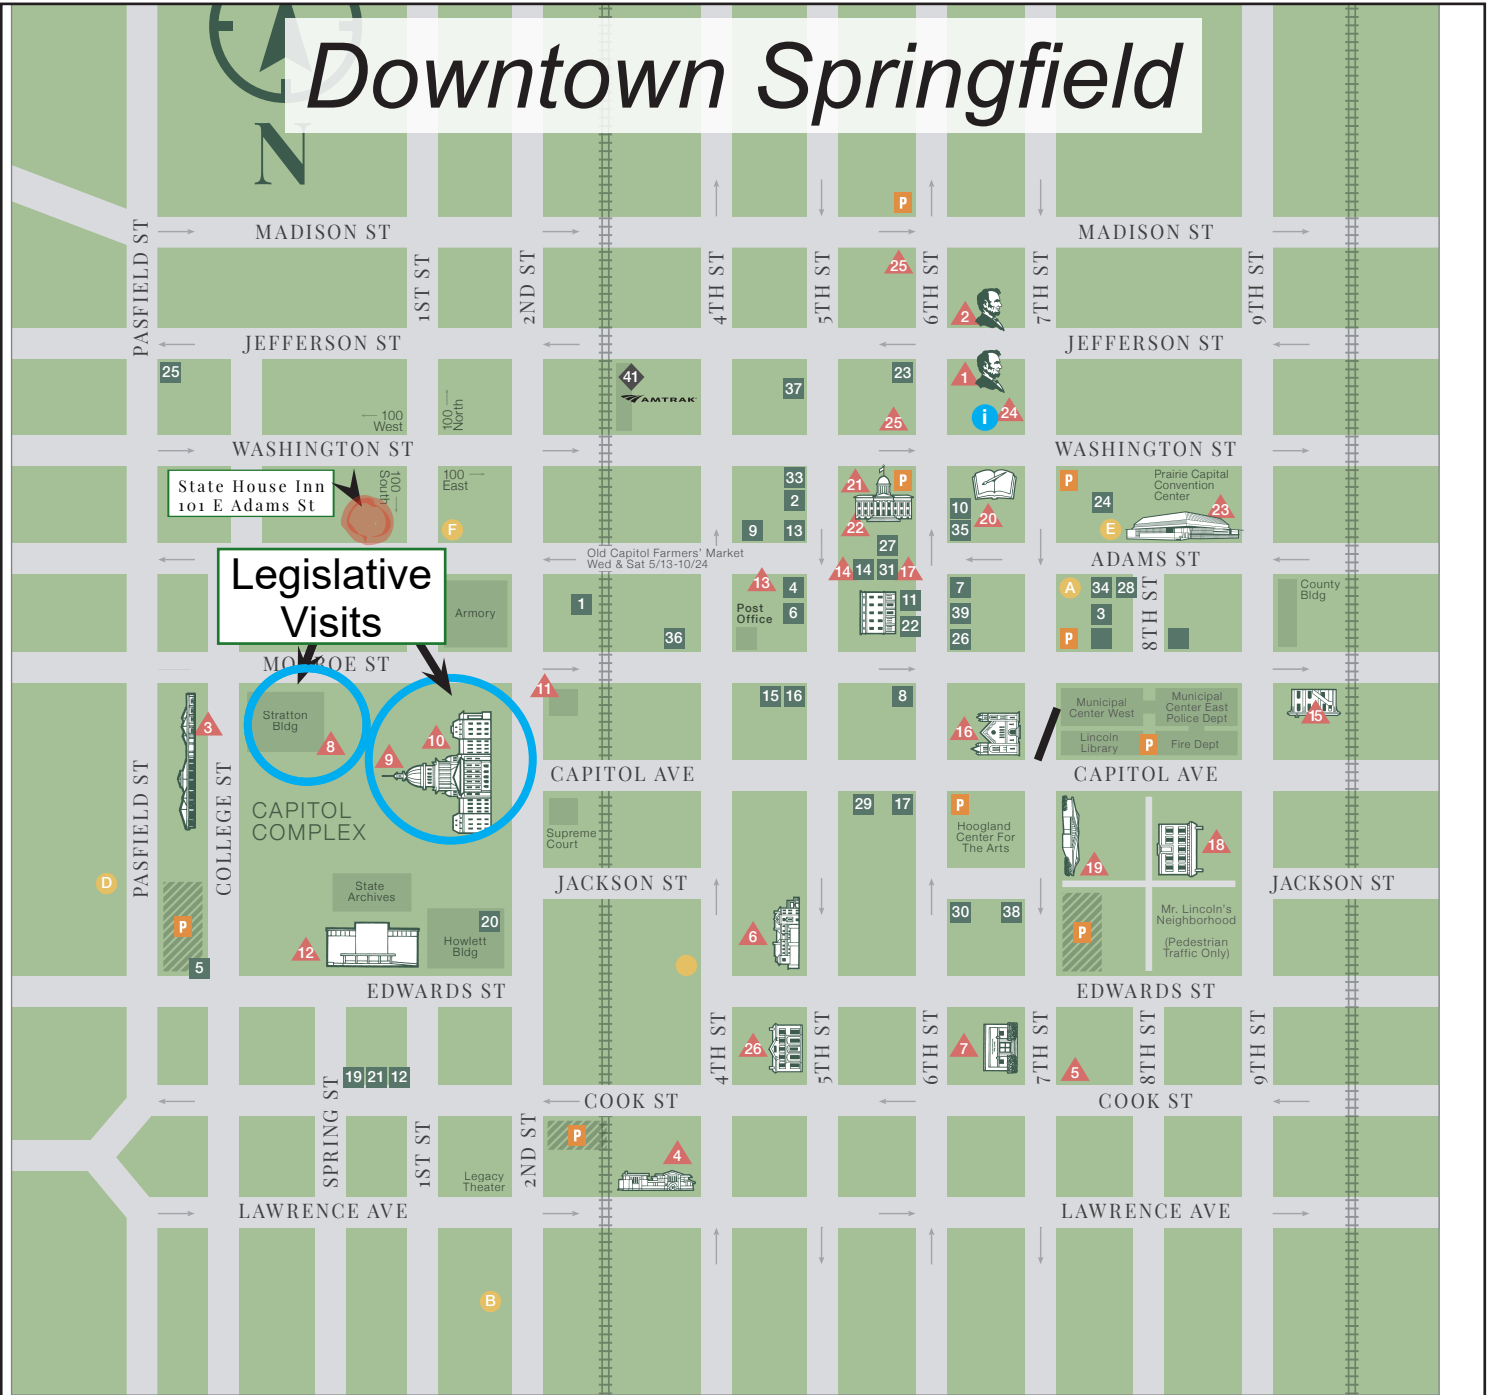 Downtown Springfield
N
P
MADISON ST
MADISON ST
25
PASFIELD ST
1ST ST
2ND ST
4TH ST
5TH ST
6TH ST
7TH ST
9TH ST
2
JEFFERSON ST
JEFFERSON ST
25
41
AMTRAK
37
23
1
i
24
25
100
West
100
North
WASHINGTON ST
WASHINGTON ST
State House Inn
101 E Adams St
100
South
100
East
F
33
2
9
13
21
P
22
27
10
35
20
P
24
Prairie Capital
Convention
Center
23
E
Old Capitol Farmers' Market
Wed & Sat 5/13-10/24
ADAMS ST
Legislative
Visits
Armory
1
36
13
4
Post
Office
6
14
14
31
17
11
22
7
39
26
A
34
28
3
P
8TH ST
County
Bldg
MONROE ST
3
Stratton
Bldg
8
9
10
11
15
16
8
16
Municipal
Center West
Municipal
Center East
Police Dept
Lincoln
Library
P
Fire Dept
15
CAPITOL AVE
CAPITOL AVE
PASFIELD ST
COLLEGE ST
CAPITOL
COMPLEX
Supreme
Court
29
17
P
Hoogland
Center For
The Arts
19
18
D
JACKSON ST
JACKSON ST
State
Archives
P
5
12
20
Howlett
Bldg
6
30
38
P
Mr. Lincoln's
Neighborhood
(Pedestrian
Traffic Only)
EDWARDS ST
EDWARDS ST
4TH ST
5TH ST
6TH ST
7TH ST
8TH ST
9TH ST
26
7
5
19
21
12
COOK ST
COOK ST
SPRING ST
1ST ST
2ND ST
P
4
Legacy
Theater
LAWRENCE AVE
LAWRENCE AVE
B